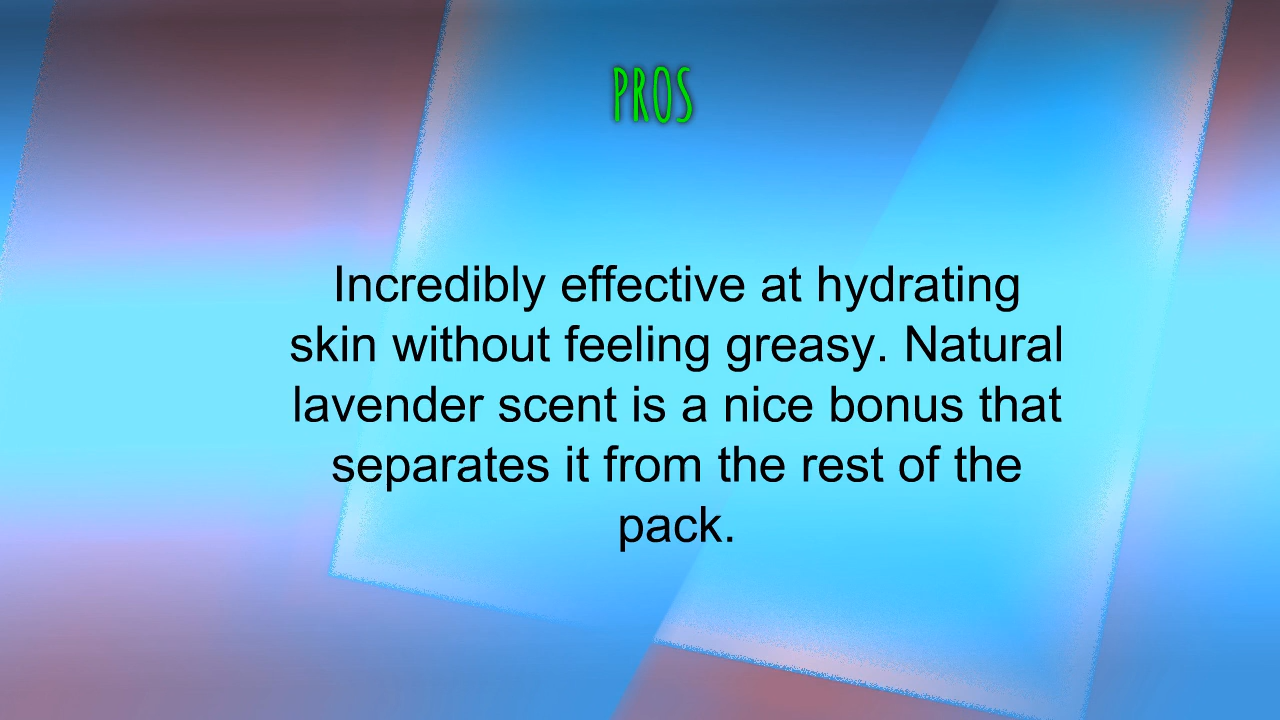 PROS
Incredibly effective at hydrating
skin without feeling greasy. Natural
lavender scent is a nice bonus that
separates it from the rest of the
pack.